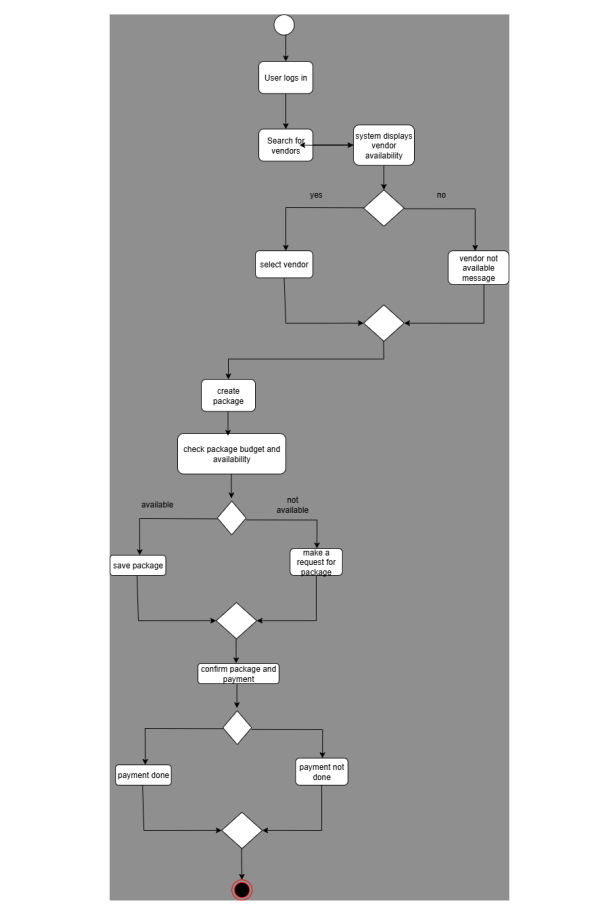 User logs in
Search for
vendors
system displays
vendor
availability
yes
no
select vendor
vendor not
available
message
create
package
check package budget and
availability
available
not
available
save package
make a
request for
package
confirm package and
payment
payment done
payment not
done